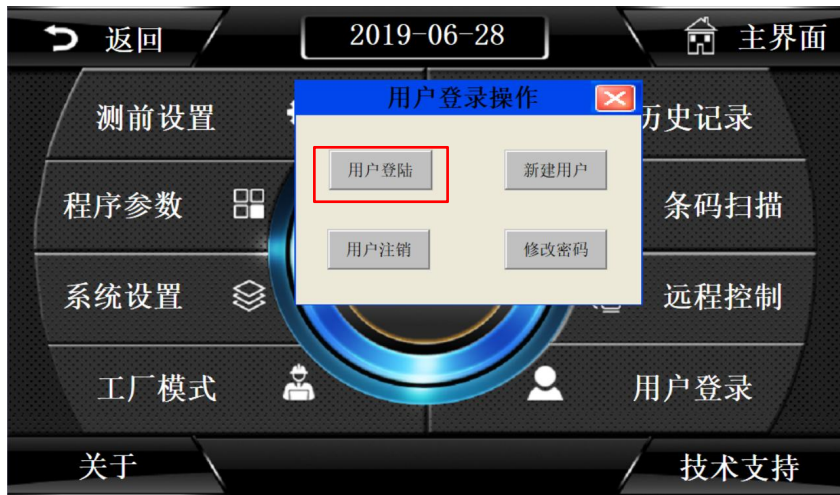 返回
2019-06-28
主界面
用户登录操作
测前设置
历史记录
用户登陆
新建用户
程序参数
条码扫描
用户注销
修改密码
系统设置
远程控制
工厂模式
用户登录
关于
技术支持